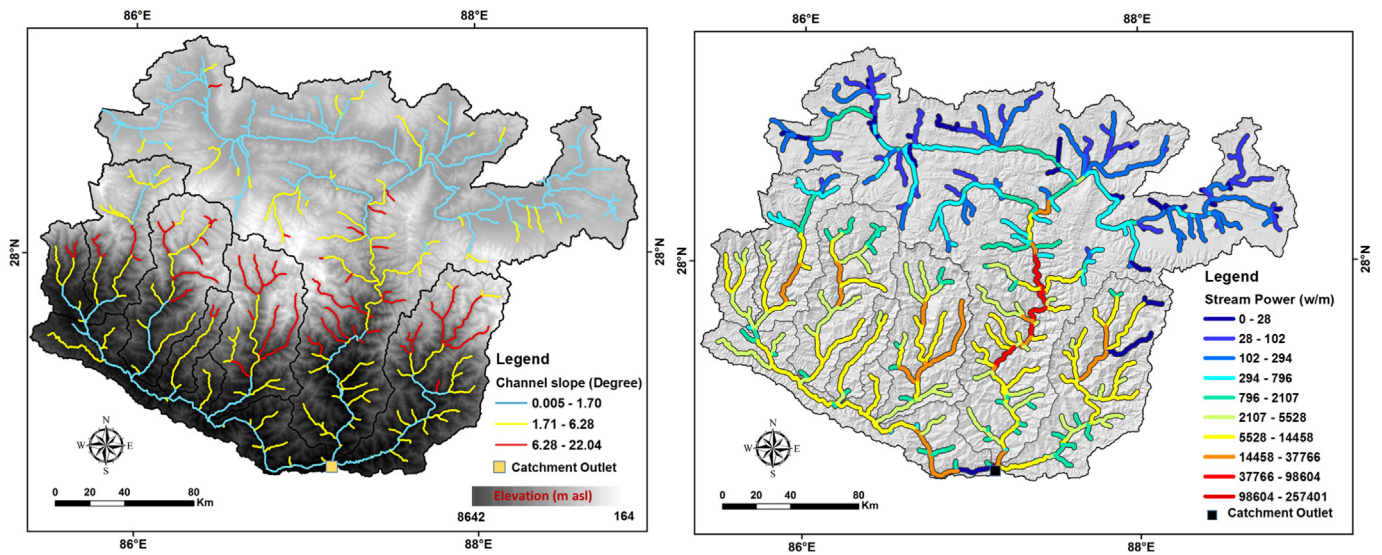 86°E 88°E
28°N
28°N
Legend
Channel slope (Degree)
0.005 - 1.70
1.71 - 6.28
6.28 - 22.04
Catchment Outlet
Elevation (m asl)
8642 164
N
W E
S
0 20 40 80
Km
86°E 88°E
86°E 88°E
28°N
28°N
Legend
Stream Power (w/m)
0 - 28
28 - 102
102 - 294
294 - 796
796 - 2107
2107 - 5528
5528 - 14458
14458 - 37766
37766 - 98604
98604 - 257401
Catchment Outlet
N
W E
S
0 20 40 80
Km
86°E 88°E